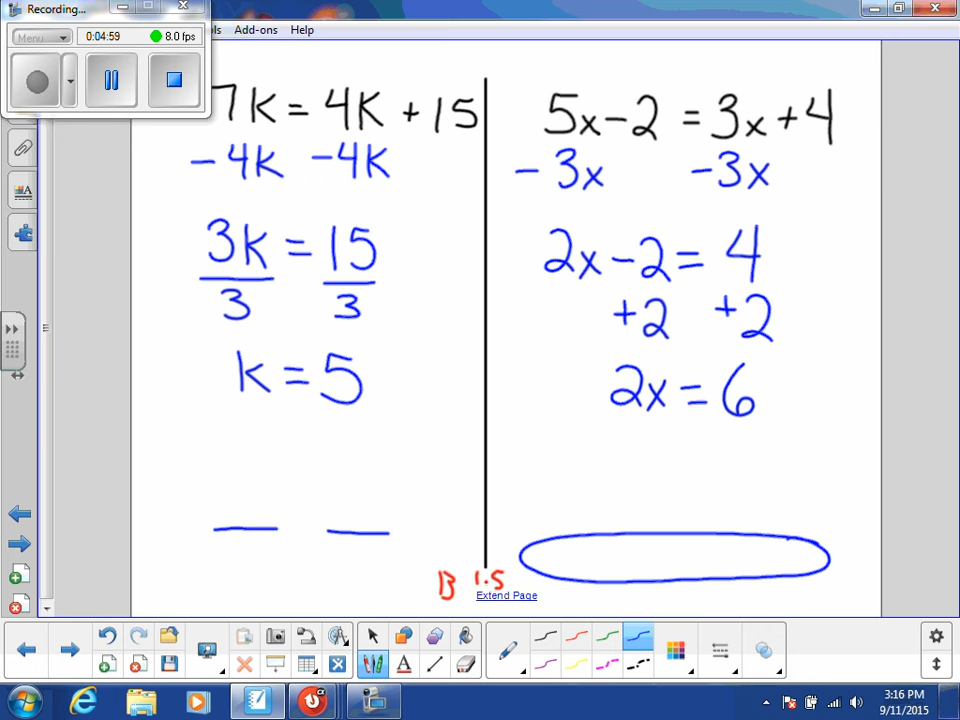 Recording...
Menu
0:04:59
8.0 fps
Add-ons Help
7K = 4K + 15
-4K -4K
3K = 15
3 3
K = 5
5x-2 = 3x+4
-3x -3x
2x-2 = 4
+2 +2
2x = 6
B 1.5
Extend Page
A
3:16 PM
9/11/2015